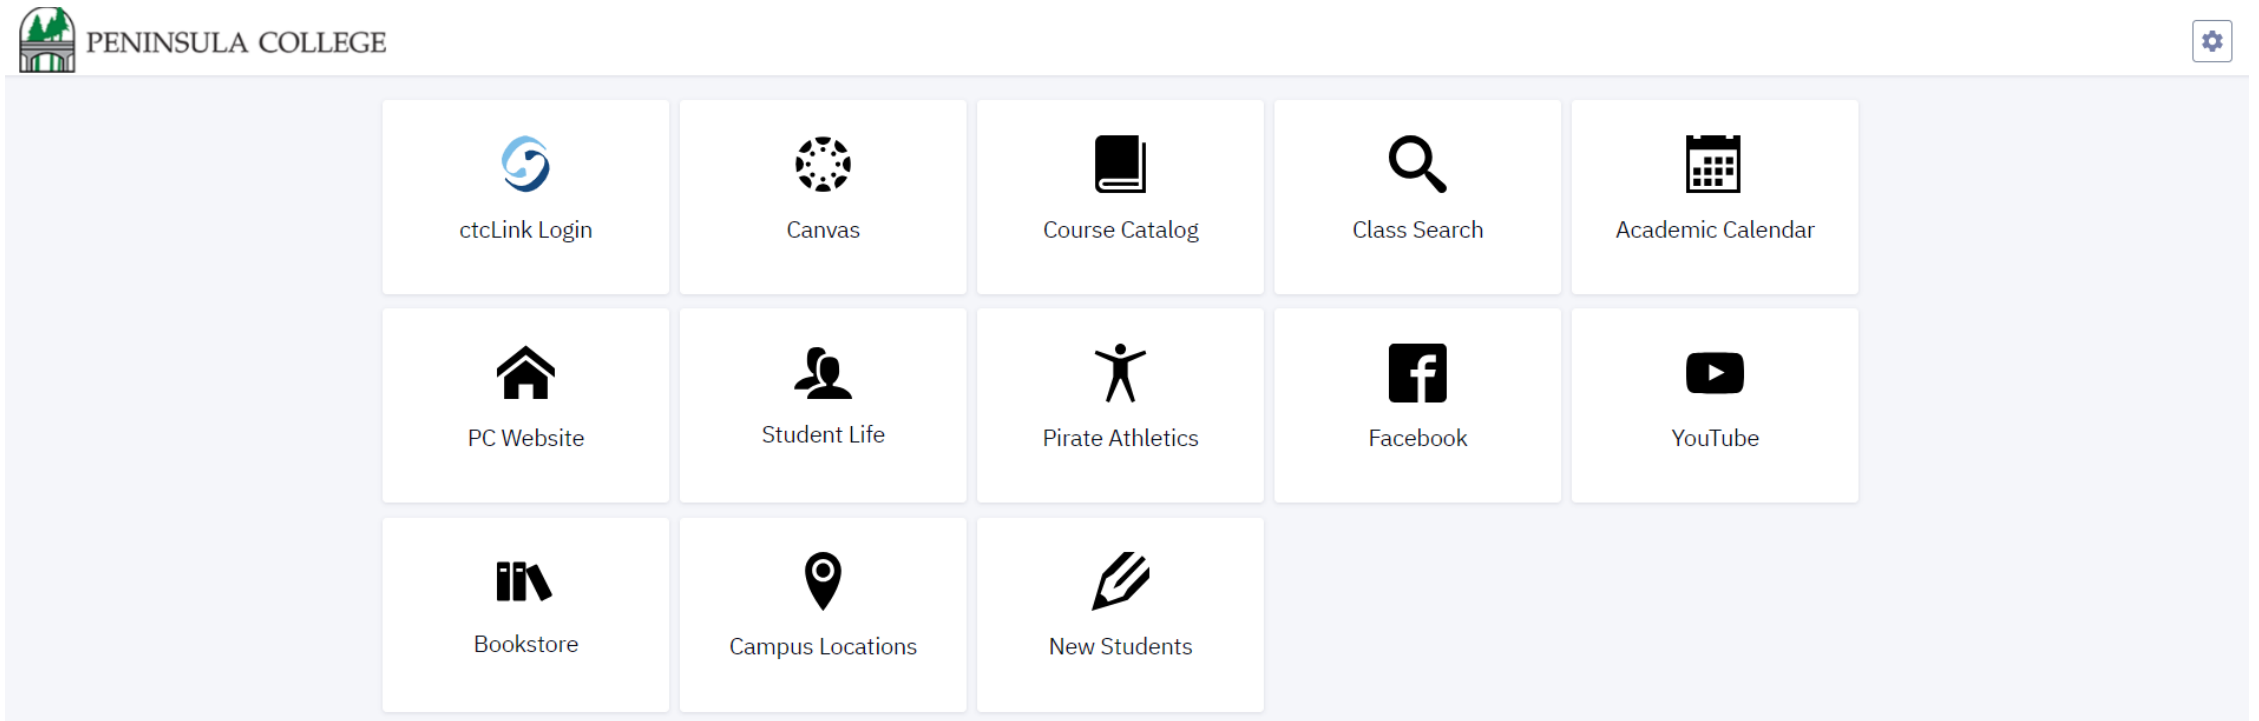 PENINSULA COLLEGE
ctcLink Login
Canvas
Course Catalog
Class Search
Academic Calendar
PC Website
Student Life
Pirate Athletics
Facebook
YouTube
Bookstore
Campus Locations
New Students